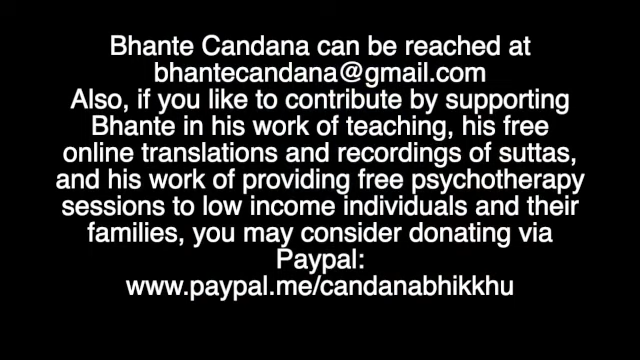 Bhante Candana can be reached at
bhantecandana@gmail.com
Also, if you like to contribute by supporting
Bhante in his work of teaching, his free
online translations and recordings of suttas,
and his work of providing free psychotherapy
sessions to low income individuals and their
families, you may consider donating via
Paypal:
www.paypal.me/candanabhikkhu